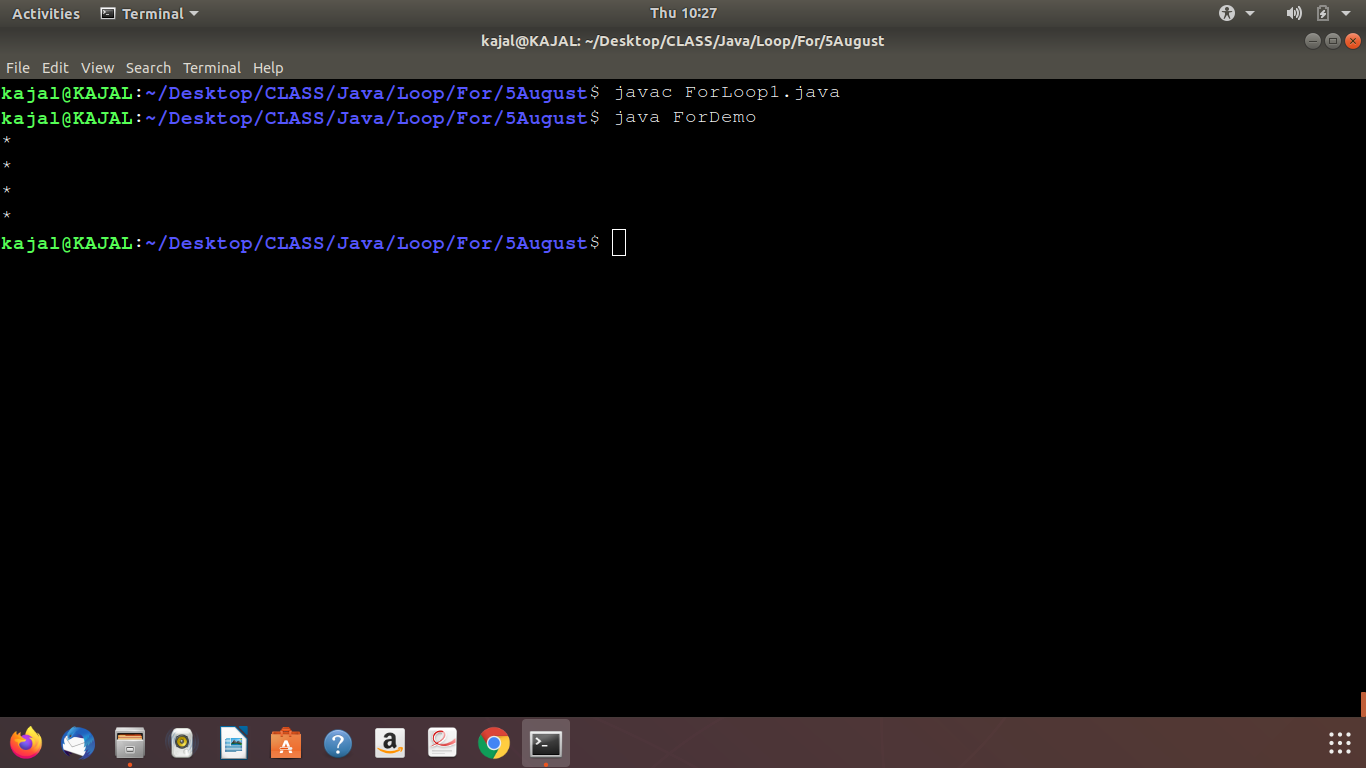 Activities Terminal Thu 10:27
kajal@KAJAL: ~/Desktop/CLASS/Java/Loop/For/5August
File Edit View Search Terminal Help
kajal@KAJAL:~/Desktop/CLASS/Java/Loop/For/5August$ javac ForLoop1.java
kajal@KAJAL:~/Desktop/CLASS/Java/Loop/For/5August$ java ForDemo
*
*
*
*
kajal@KAJAL:~/Desktop/CLASS/Java/Loop/For/5August$